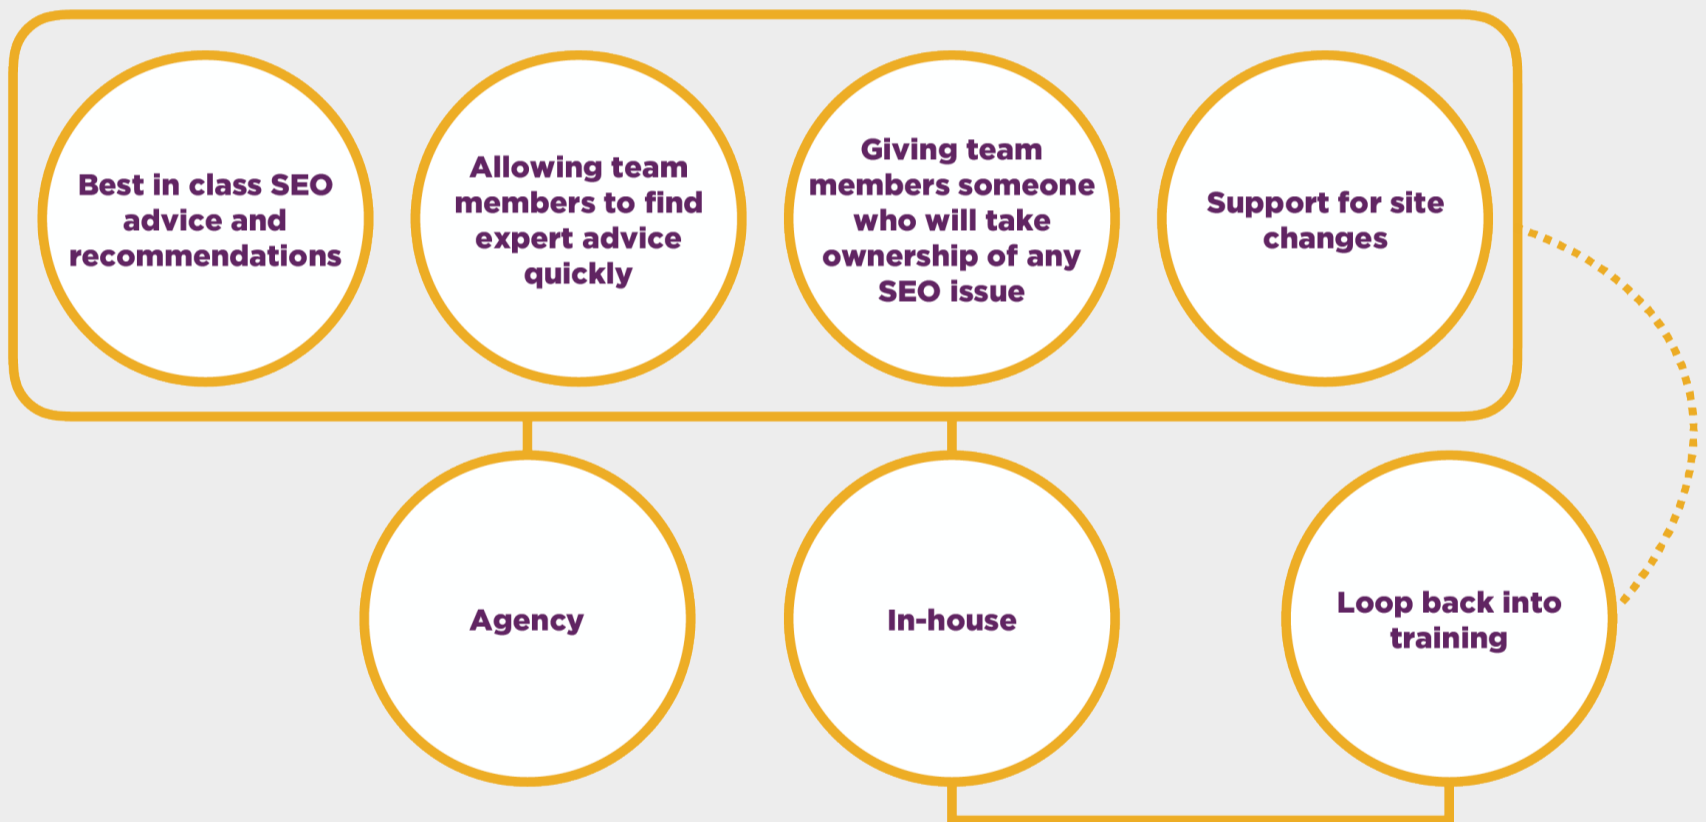 Best in class SEO
advice and
recommendations
Allowing team
members to find
expert advice
quickly
Giving team
members someone
who will take
ownership of any
SEO issue
Support for site
changes
Agency
In-house
Loop back into
training